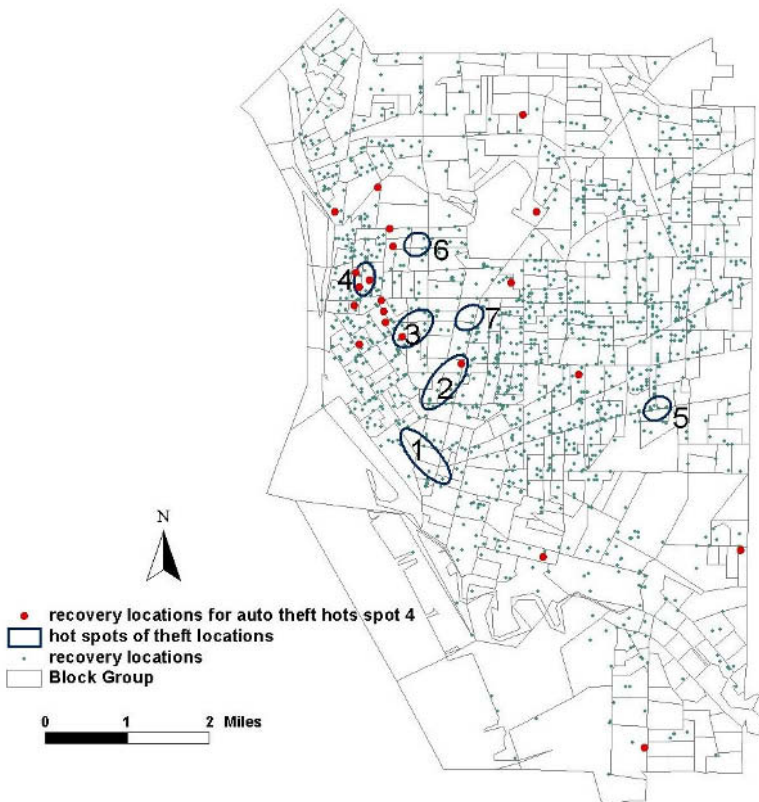 6
4
7
3
2
5
1
N
recovery locations for auto theft hots spot 4
hot spots of theft locations
recovery locations
Block Group
0 1 2 Miles